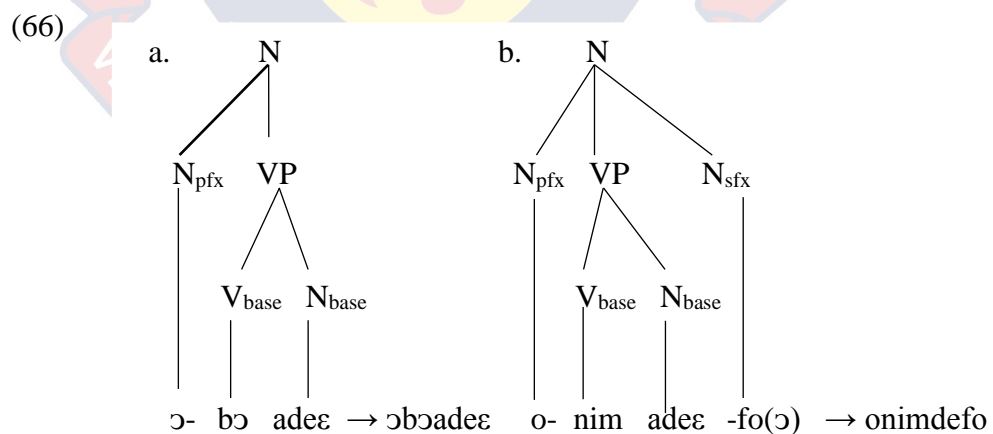 (66)
a. N b. N
Npfx VP Npfx VP Nsfx
Vbase Nbase Vbase Nbase
ɔ- bɔ adeɛ → ɔbɔadeɛ o- nim adeɛ -fo(ɔ) → onimdefo